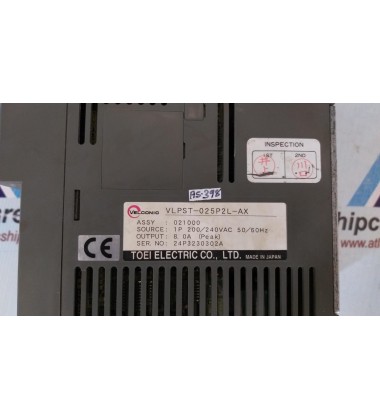 INSPECTION
1ST 2ND
AS-398
VELCONIC VLPST-025P2L-AX
ASSY : 021000
SOURCE: 1P 200/240VAC 50/60Hz
OUTPUT: 8.0A (Peak)
SER NO: 24P3230302A
CE TOEI ELECTRIC CO., LTD. MADE IN JAPAN